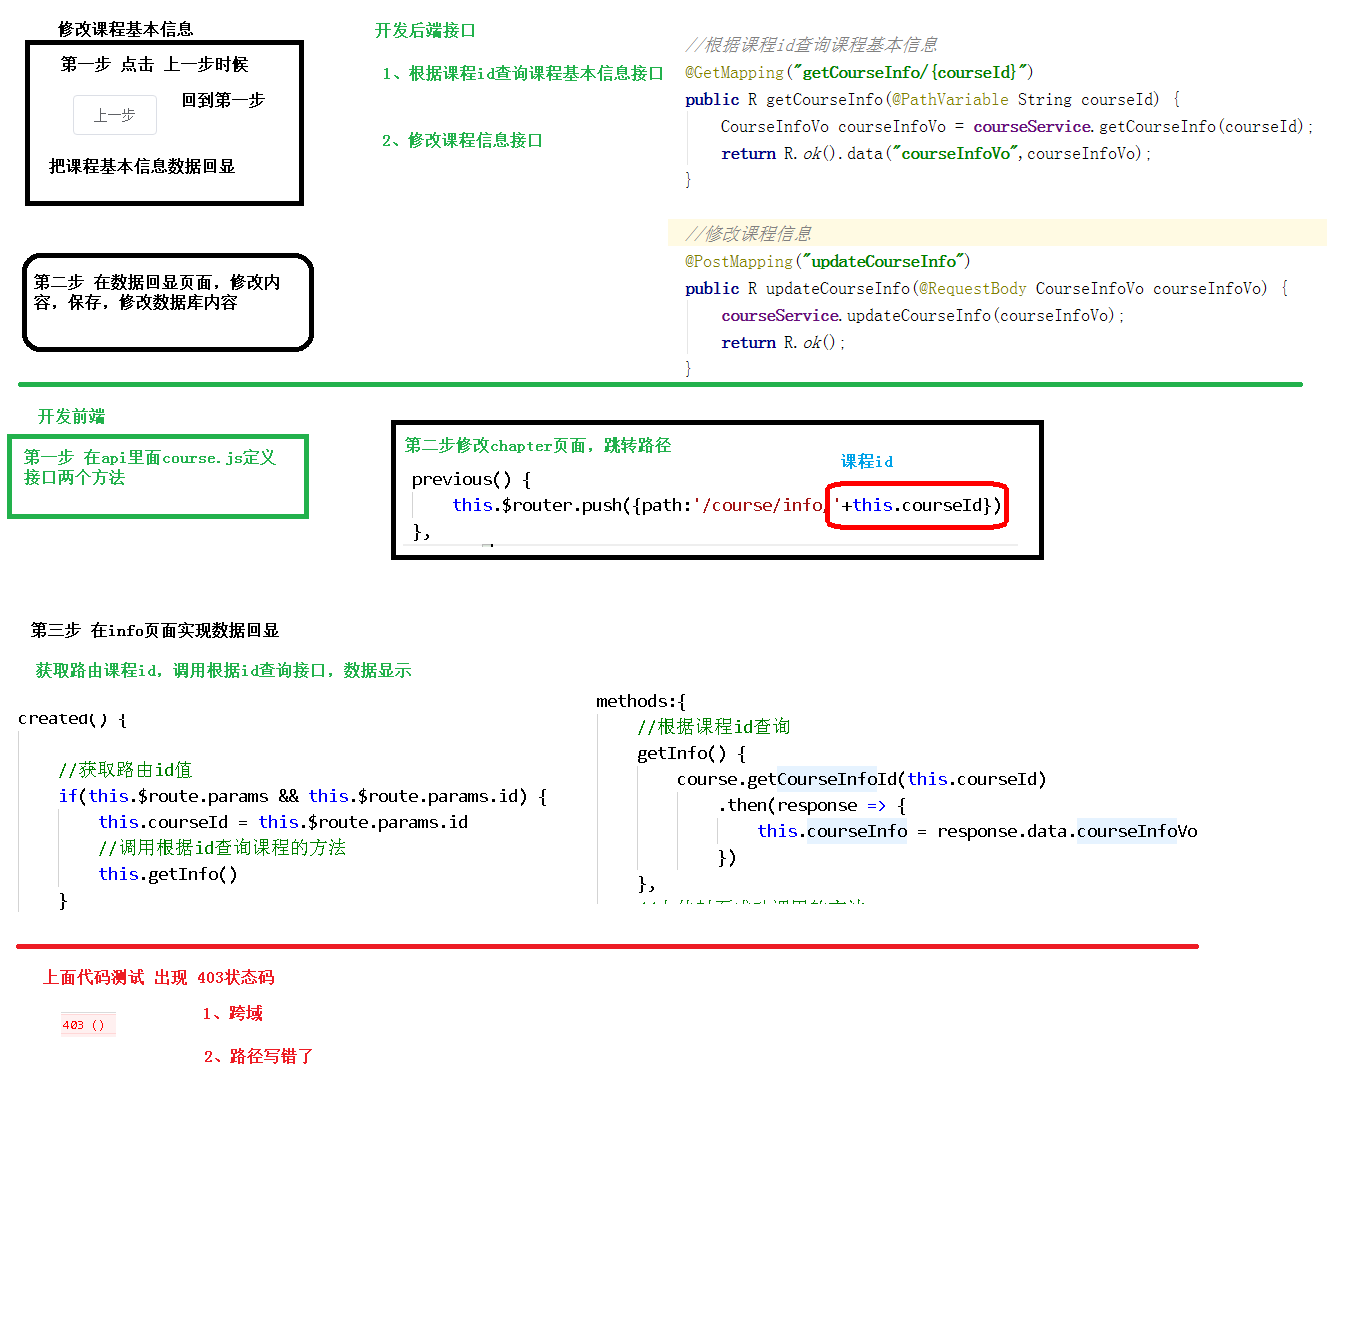 修改课程基本信息
第一步 点击 上一步时候
回到第一步
上一步
把课程基本信息数据回显
第二步 在数据回显页面，修改内
容，保存，修改数据库内容
开发后端接口
1、根据课程id查询课程基本信息接口
2、修改课程信息接口
//根据课程id查询课程基本信息
@GetMapping("getCourseInfo/{courseId}")
public R getCourseInfo(@PathVariable String courseId) {
CourseInfoVo courseInfoVo = courseService.getCourseInfo(courseId);
return R.ok().data("courseInfoVo",courseInfoVo);
}
//修改课程信息
@PostMapping("updateCourseInfo")
public R updateCourseInfo(@RequestBody CourseInfoVo courseInfoVo) {
courseService.updateCourseInfo(courseInfoVo);
return R.ok();
}
开发前端
第一步 在api里面course.js定义
接口两个方法
第二步修改chapter页面，跳转路径
课程id
previous() {
this.$router.push({path:'/course/info/'+this.courseId})
},
第三步 在info页面实现数据回显
获取路由课程id，调用根据id查询接口，数据显示
created() {
//获取路由id值
if(this.$route.params && this.$route.params.id) {
this.courseId = this.$route.params.id
//调用根据id查询课程的方法
this.getInfo()
}
methods:{
//根据课程id查询
getInfo() {
course.getCourseInfoId(this.courseId)
.then(response => {
this.courseInfo = response.data.courseInfoVo
})
},
上面代码测试 出现 403状态码
403 ()
1、跨域
2、路径写错了